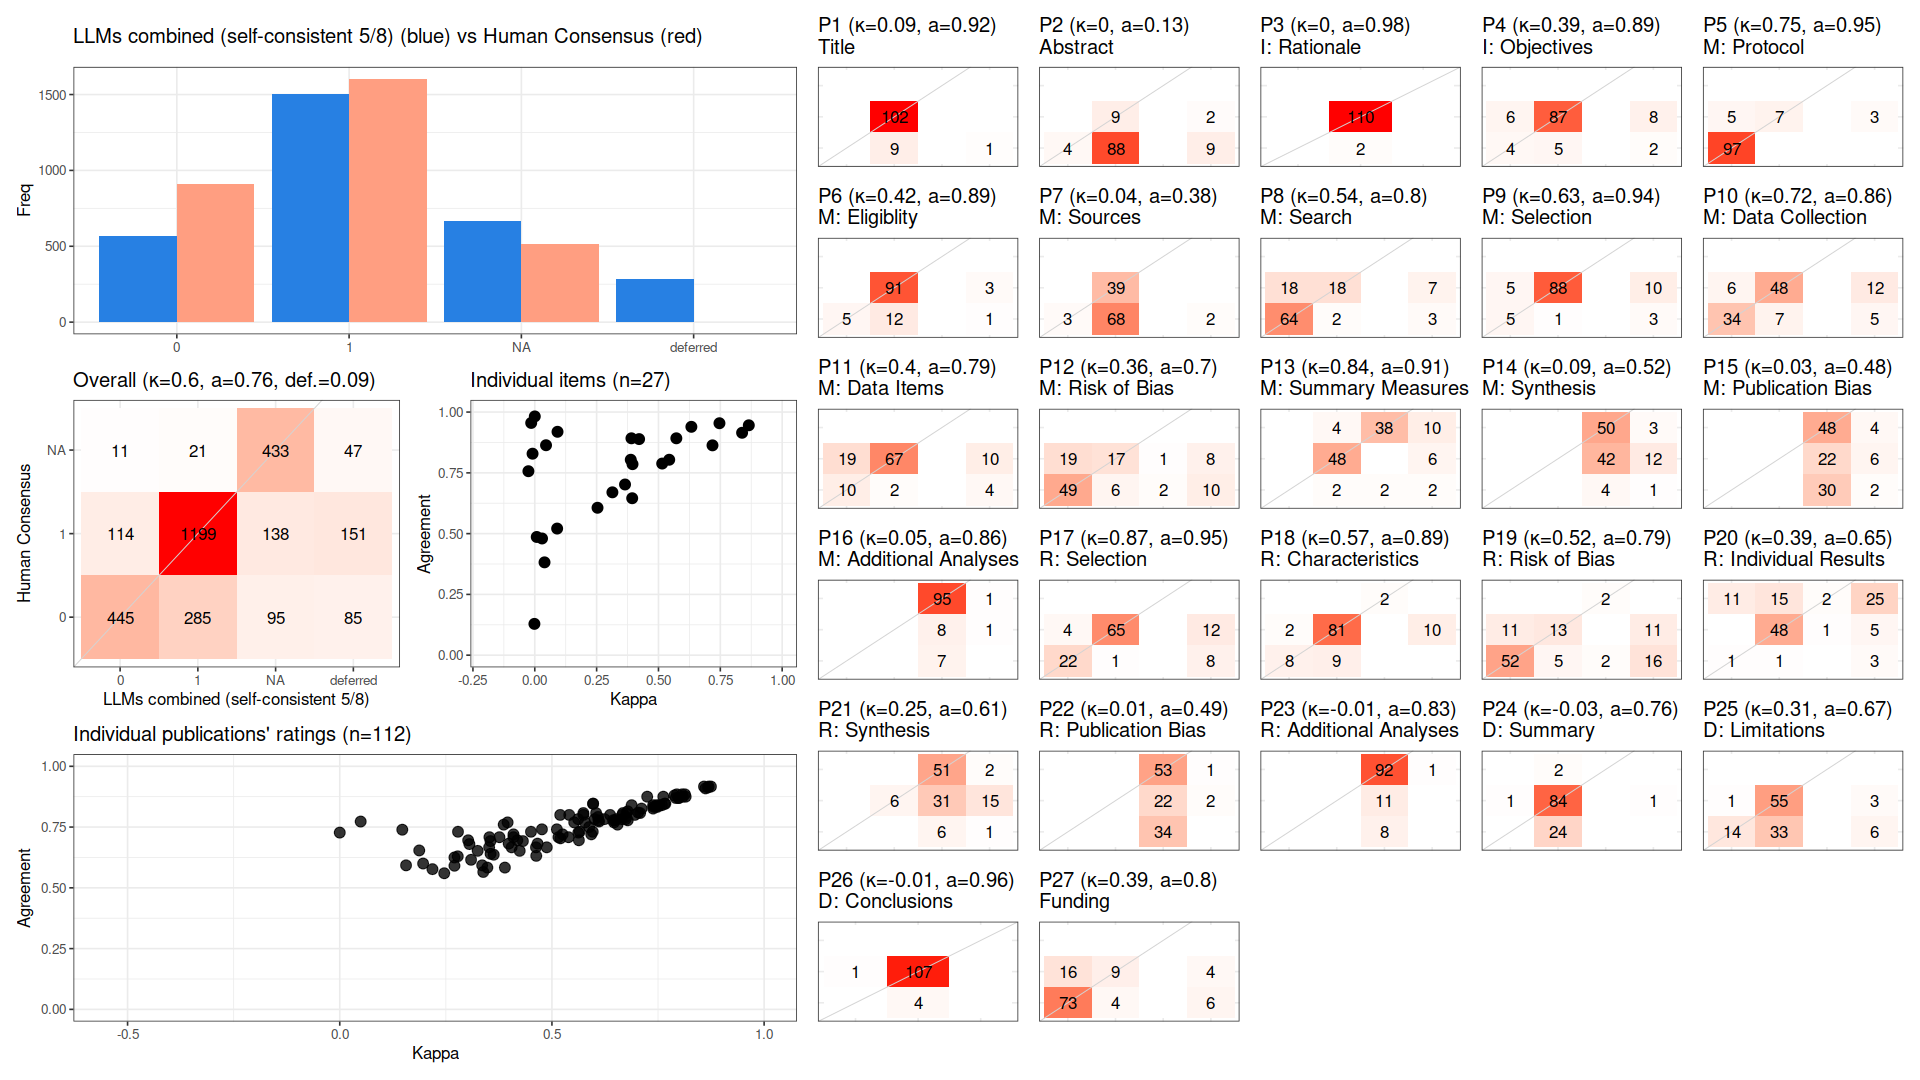 LLMs combined (self-consistent 5/8) (blue) vs Human Consensus (red)
Freq
1500
1000
500
0
0 1 NA deferred
Overall (κ=0.6, a=0.76, def.=0.09)
Human Consensus
NA 11 21 433 47
1 114 1199 138 151
0 445 285 95 85
0 1 NA deferred
LLMs combined (self-consistent 5/8)
Individual items (n=27)
Agreement
1.00
0.75
0.50
0.25
0.00
-0.25 0.00 0.25 0.50 0.75 1.00
Kappa
Individual publications' ratings (n=112)
Agreement
1.00
0.75
0.50
0.25
0.00
-0.5 0.0 0.5 1.0
Kappa
P1 (κ=0.09, a=0.92)
Title
102
9 1
P2 (κ=0, a=0.13)
Abstract
9 2
4 88 9
P3 (κ=0, a=0.98)
I: Rationale
110
2
P4 (κ=0.39, a=0.89)
I: Objectives
6 87 8
4 5 2
P5 (κ=0.75, a=0.95)
M: Protocol
5 7 3
97
P6 (κ=0.42, a=0.89)
M: Eligiblity
91 3
5 12 1
P7 (κ=0.04, a=0.38)
M: Sources
39
3 68 2
P8 (κ=0.54, a=0.8)
M: Search
18 18 7
64 2 3
P9 (κ=0.63, a=0.94)
M: Selection
5 88 10
5 1 3
P10 (κ=0.72, a=0.86)
M: Data Collection
6 48 12
34 7 5
P11 (κ=0.4, a=0.79)
M: Data Items
19 67 10
10 2 4
P12 (κ=0.36, a=0.7)
M: Risk of Bias
19 17 1 8
49 6 2 10
P13 (κ=0.84, a=0.91)
M: Summary Measures
4 38 10
48 6
2 2 2
P14 (κ=0.09, a=0.52)
M: Synthesis
50 3
42 12
4 1
P15 (κ=0.03, a=0.48)
M: Publication Bias
48 4
22 6
30 2
P16 (κ=0.05, a=0.86)
M: Additional Analyses
95 1
8 1
7
P17 (κ=0.87, a=0.95)
R: Selection
4 65 12
22 1 8
P18 (κ=0.57, a=0.89)
R: Characteristics
2
2 81 10
8 9
P19 (κ=0.52, a=0.79)
R: Risk of Bias
2
11 13 11
52 5 2 16
P20 (κ=0.39, a=0.65)
R: Individual Results
11 15 2 25
48 1 5
1 1 3
P21 (κ=0.25, a=0.61)
R: Synthesis
51 2
6 31 15
6 1
P22 (κ=0.01, a=0.49)
R: Publication Bias
53 1
22 2
34
P23 (κ=-0.01, a=0.83)
R: Additional Analyses
92 1
11
8
P24 (κ=-0.03, a=0.76)
D: Summary
2
1 84 1
24
P25 (κ=0.31, a=0.67)
D: Limitations
1 55 3
14 33 6
P26 (κ=-0.01, a=0.96)
D: Conclusions
1 107
4
P27 (κ=0.39, a=0.8)
Funding
16 9 4
73 4 6